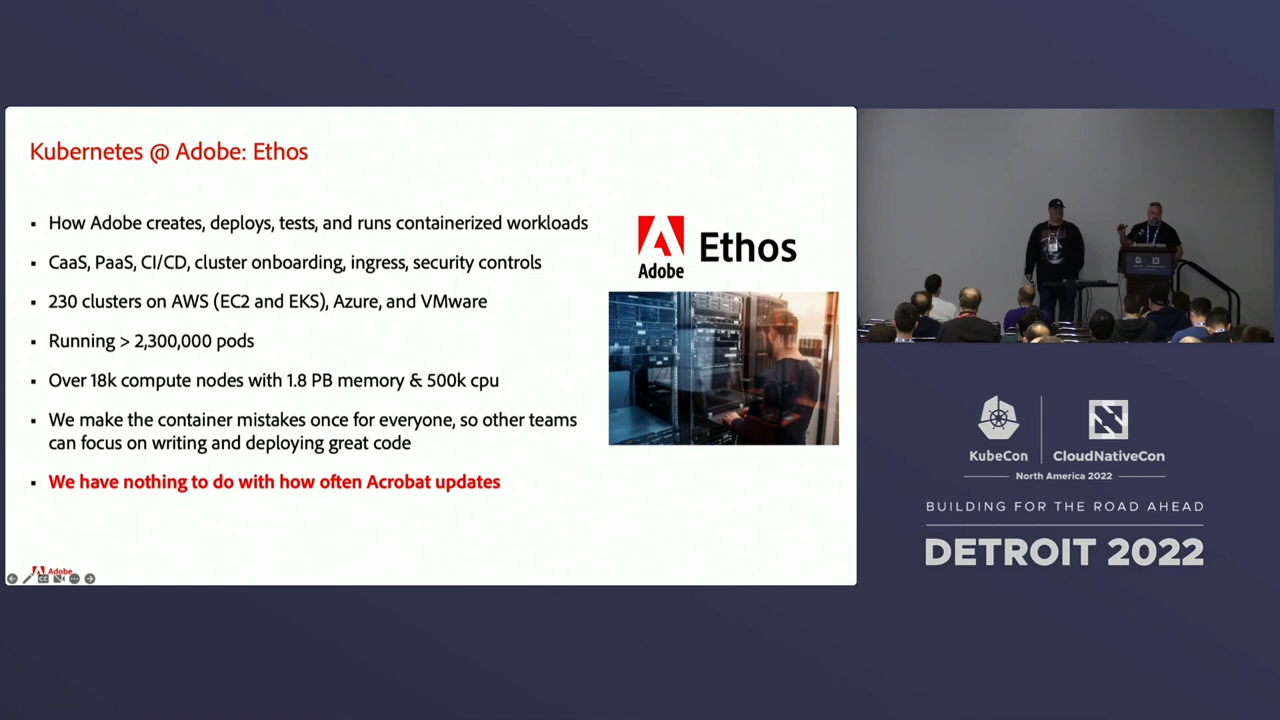 Kubernetes @ Adobe: Ethos
▪ How Adobe creates, deploys, tests, and runs containerized workloads
▪ CaaS, PaaS, CI/CD, cluster onboarding, ingress, security controls
▪ 230 clusters on AWS (EC2 and EKS), Azure, and VMware
▪ Running > 2,300,000 pods
▪ Over 18k compute nodes with 1.8 PB memory & 500k cpu
▪ We make the container mistakes once for everyone, so other teams
can focus on writing and deploying great code
▪ We have nothing to do with how often Acrobat updates
Adobe
Ethos
Adobe
KubeCon
CloudNativeCon
North America 2022
BUILDING FOR THE ROAD AHEAD
DETROIT 2022